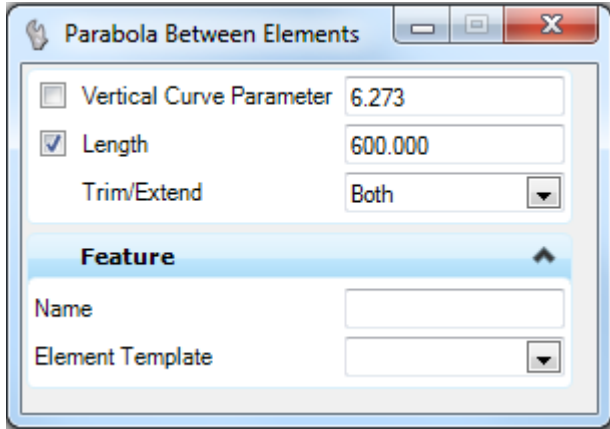 Parabola Between Elements
Vertical Curve Parameter 6.273
Length 600.000
Trim/Extend Both
Feature
Name
Element Template